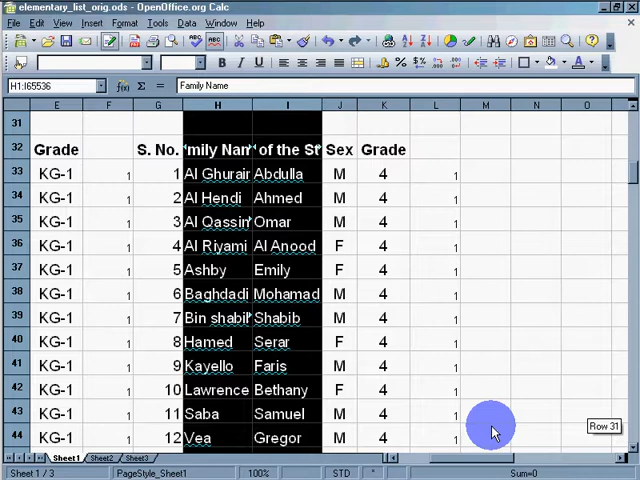 elementary_list_orig.ods - OpenOffice.org Calc
File Edit View Insert Format Tools Data Window Help
B I U
H1:I65536 Family Name
E F G H I J K L M N O
31
32 Grade S. No. mily Nan of the St Sex Grade
33 KG-1 1 1 Al Ghurair Abdulla M 4 1
34 KG-1 1 2 Al Hendi Ahmed M 4 1
35 KG-1 1 3 Al Qassin Omar M 4 1
36 KG-1 1 4 Al Riyami Al Anood F 4 1
37 KG-1 1 5 Ashby Emily F 4 1
38 KG-1 1 6 Baghdadi Mohamad M 4 1
39 KG-1 1 7 Bin shabil Shabib M 4 1
40 KG-1 1 8 Hamed Serar F 4 1
41 KG-1 1 9 Kayello Faris M 4 1
42 KG-1 1 10 Lawrence Bethany F 4 1
43 KG-1 1 11 Saba Samuel M 4 1
44 KG-1 1 12 Vea Gregor M 4 1
Row 31
Sheet1 Sheet2 Sheet3
Sheet 1 / 3 PageStyle_Sheet1 100% STD * Sum=0